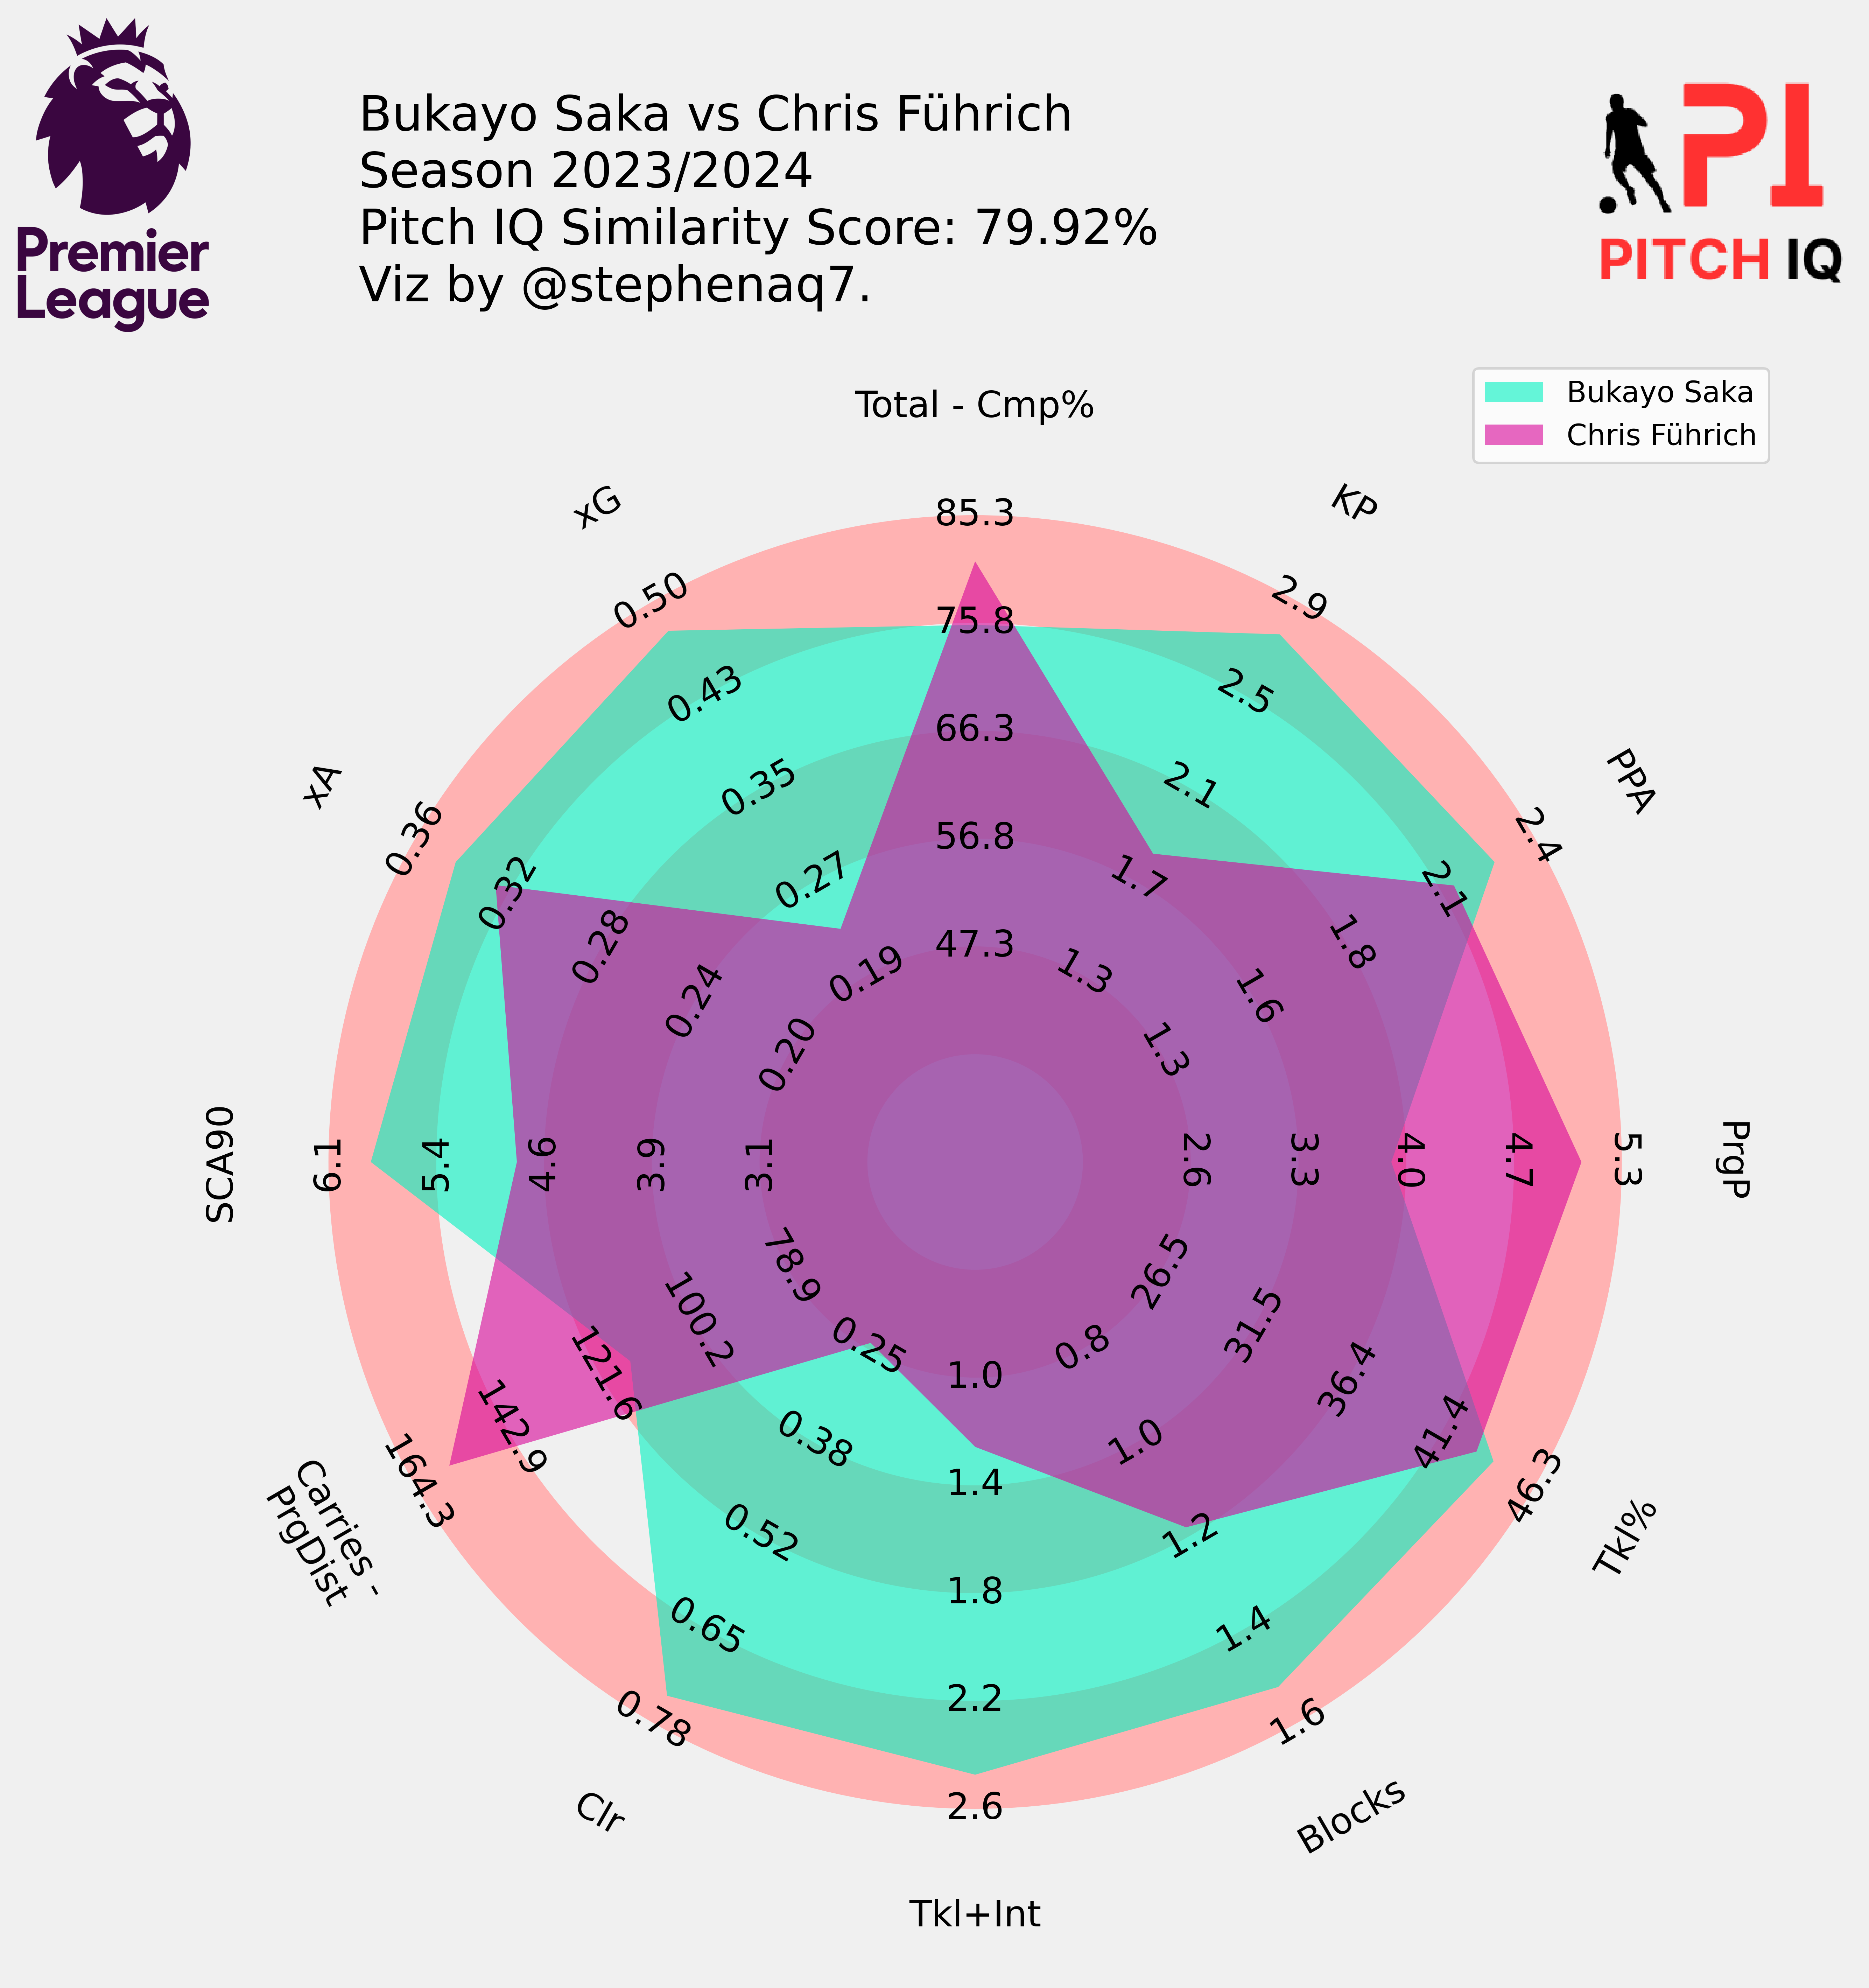 Bukayo Saka vs Chris Führich
Season 2023/2024
Pitch IQ Similarity Score: 79.92%
Viz by @stephenaq7.
Premier
League
PI
PITCH IQ
Bukayo Saka
Chris Führich
Total - Cmp%
85.3
75.8
66.3
56.8
47.3
KP
2.9
2.5
2.1
1.7
1.3
PPA
2.4
2.1
1.8
1.6
1.3
PrgP
5.3
4.7
4.0
3.3
2.6
Tkl%
46.3
41.4
36.4
31.5
26.5
Blocks
1.6
1.4
1.2
1.0
0.8
Tkl+Int
2.6
2.2
1.8
1.4
1.0
Clr
0.78
0.65
0.52
0.38
0.25
Carries -
PrgDist
164.3
142.9
121.6
100.2
78.9
SCA90
6.1
5.4
4.6
3.9
3.1
xA
0.36
0.32
0.28
0.24
0.20
xG
0.50
0.43
0.35
0.27
0.19